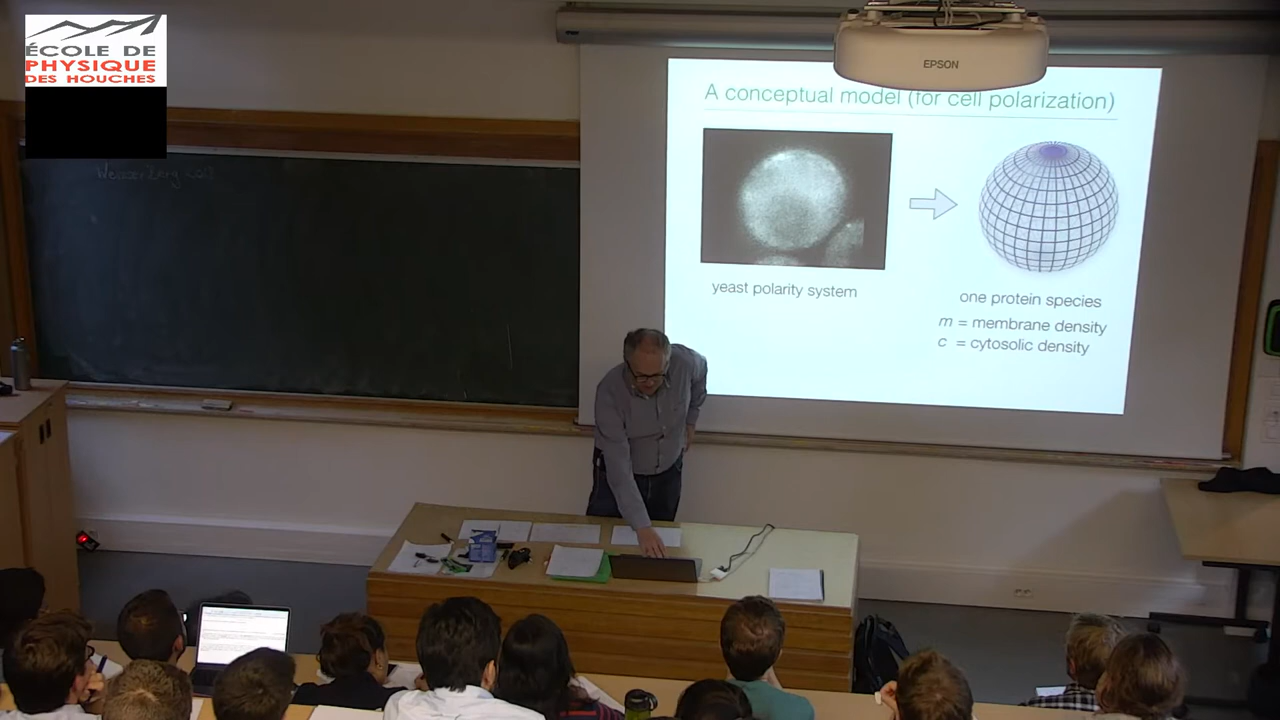 ÉCOLE DE
PHYSIQUE
DES HOUCHES
EPSON
A conceptual model (for cell polarization)
yeast polarity system
one protein species
m = membrane density
c = cytosolic density